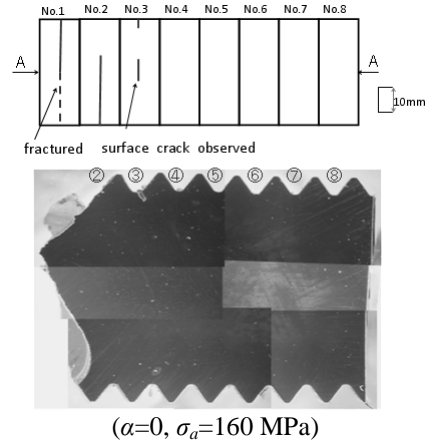 No.1 No.2 No.3 No.4 No.5 No.6 No.7 No.8
A A
10mm
fractured surface crack observed
② ③ ④ ⑤ ⑥ ⑦ ⑧
(α=0, σa=160 MPa)